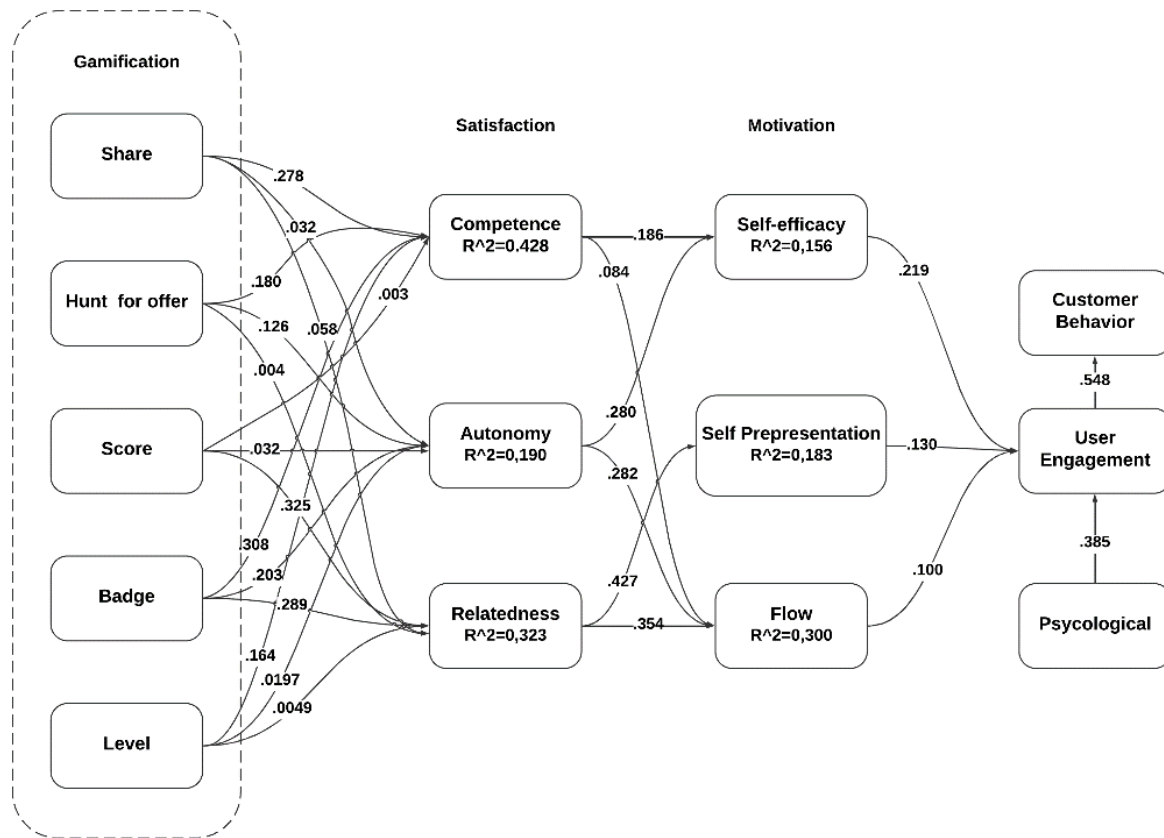 Gamification
Share
Hunt for offer
Score
Badge
Level
Satisfaction
Competence
R^2=0.428
Autonomy
R^2=0,190
Relatedness
R^2=0,323
Motivation
Self-efficacy
R^2=0,156
Self Prepresentation
R^2=0,183
Flow
R^2=0,300
Customer
Behavior
User
Engagement
Psycological
.278
.032
.180
.003
.126
.058
.004
.032
.325
.308
.203
.289
.164
.0197
.0049
.186
.084
.280
.282
.427
.354
.219
.130
.100
.548
.385